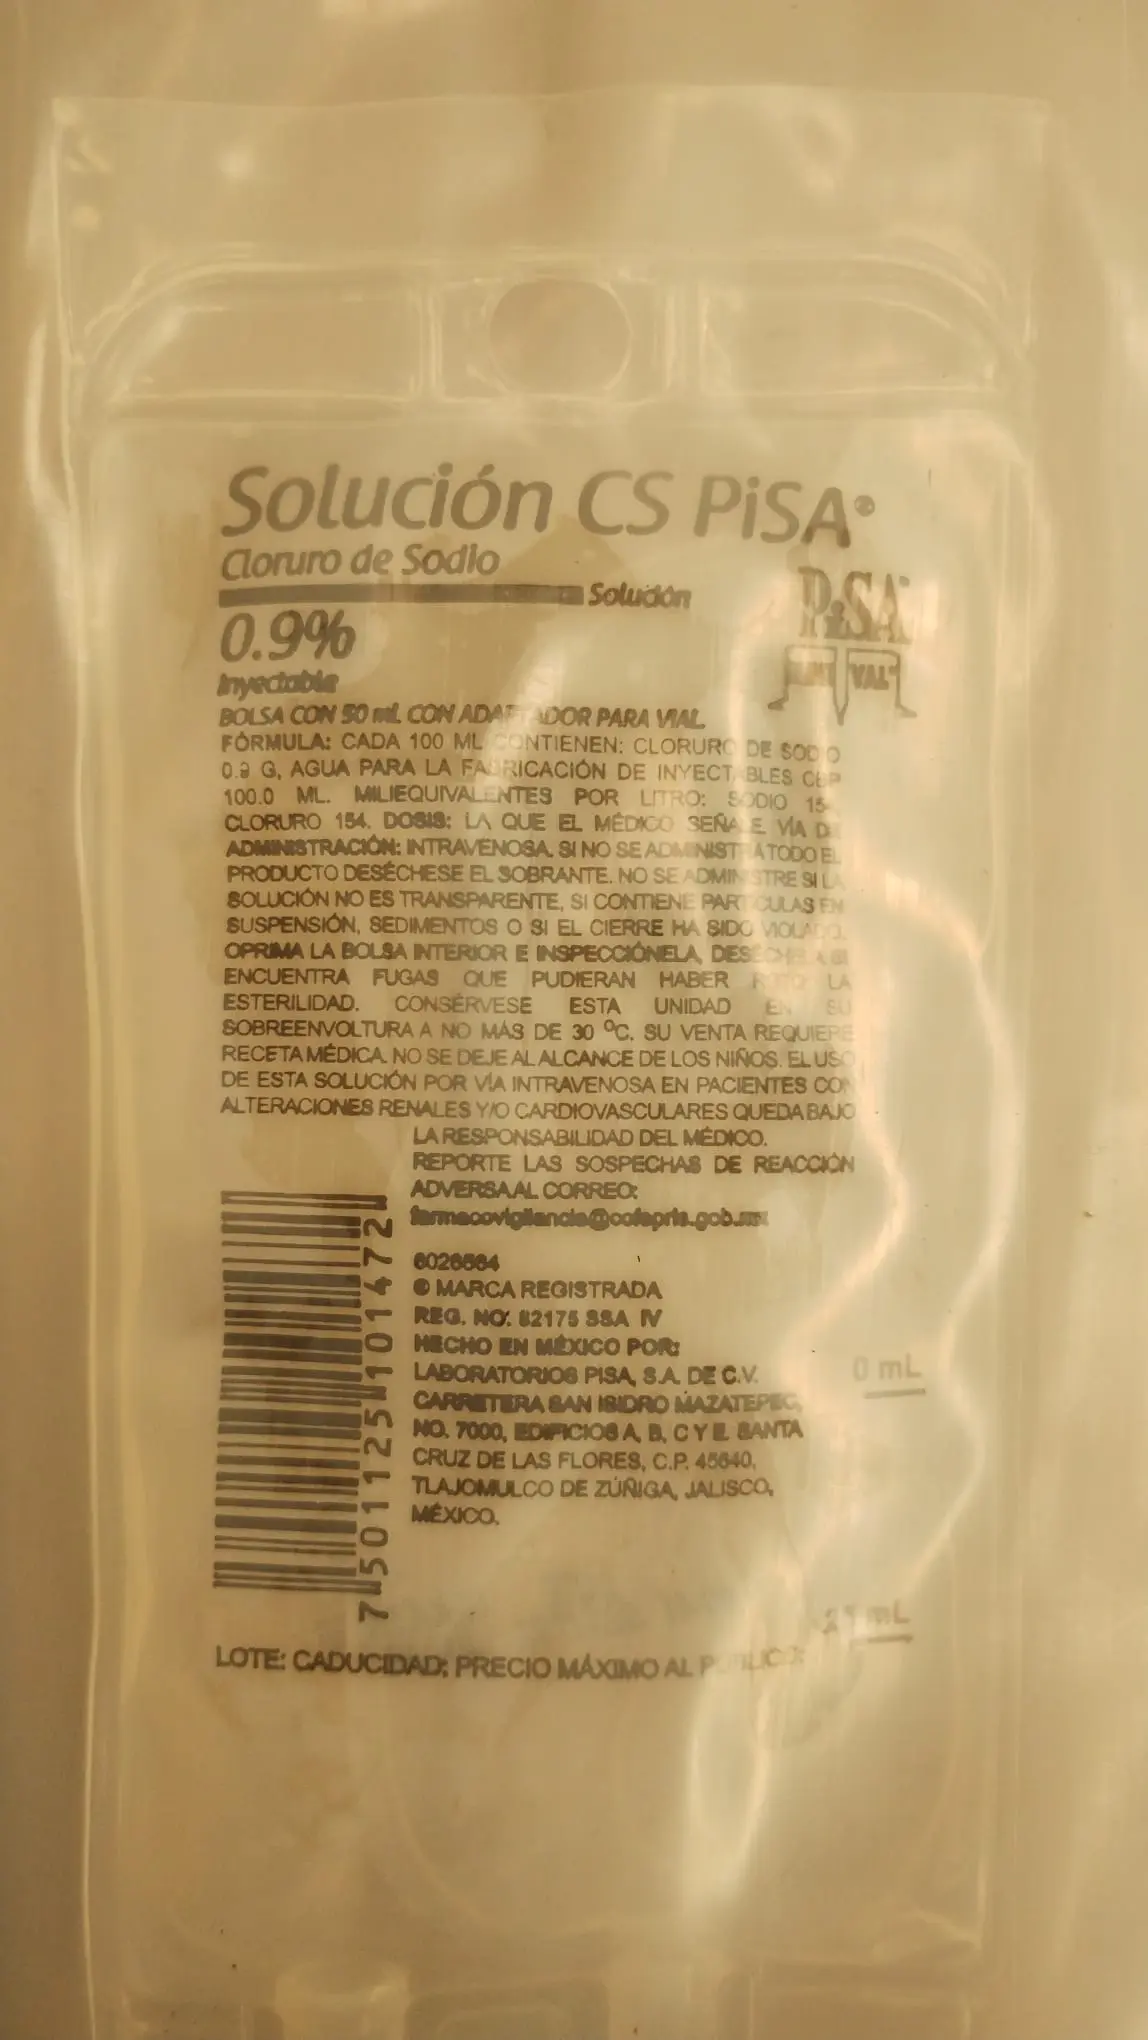 Solución CS PiSA®
Cloruro de Sodio
Solución
PiSA®
0.9%
VAL®
Inyectable
BOLSA CON 50 mL CON ADAPTADOR PARA VIAL
FÓRMULA: CADA 100 ML CONTIENEN: CLORURO DE SODIO
0.9 G, AGUA PARA LA FABRICACIÓN DE INYECTABLES CBP
100.0 ML. MILIEQUIVALENTES POR LITRO: SODIO 154
CLORURO 154. DOSIS: LA QUE EL MÉDICO SEÑALE. VÍA DE
ADMINISTRACIÓN: INTRAVENOSA. SI NO SE ADMINISTRA TODO EL
PRODUCTO DESÉCHESE EL SOBRANTE. NO SE ADMINISTRE SI LA
SOLUCIÓN NO ES TRANSPARENTE, SI CONTIENE PARTÍCULAS EN
SUSPENSIÓN, SEDIMENTOS O SI EL CIERRE HA SIDO VIOLADO.
OPRIMA LA BOLSA INTERIOR E INSPECCIÓNELA, DESÉCHELA SI
ENCUENTRA FUGAS QUE PUDIERAN HABER ROTO LA
ESTERILIDAD. CONSÉRVESE ESTA UNIDAD EN SU
SOBREENVOLTURA A NO MÁS DE 30 ºC. SU VENTA REQUIERE
RECETA MÉDICA. NO SE DEJE AL ALCANCE DE LOS NIÑOS. EL USO
DE ESTA SOLUCIÓN POR VÍA INTRAVENOSA EN PACIENTES CON
ALTERACIONES RENALES Y/O CARDIOVASCULARES QUEDA BAJO
LA RESPONSABILIDAD DEL MÉDICO.
REPORTE LAS SOSPECHAS DE REACCIÓN
ADVERSA AL CORREO:
farmacovigilancia@cofepris.gob.mx
® MARCA REGISTRADA
REG. NO. 82175 SSA IV
HECHO EN MÉXICO POR:
LABORATORIOS PISA, S.A. DE C.V.
0 mL
CARRETERA SAN ISIDRO MAZATEPEC,
NO. 7000, EDIFICIOS A, B, C Y E. SANTA
CRUZ DE LAS FLORES, C.P. 45640,
TLAJOMULCO DE ZÚÑIGA, JALISCO,
MÉXICO.
7 501125 101472
mL
LOTE: CADUCIDAD: PRECIO MÁXIMO AL PÚBLICO: